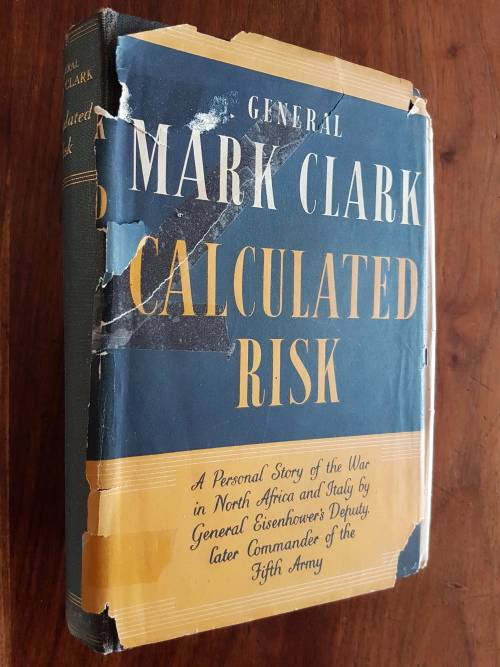 GENERAL
MARK CLARK
CALCULATED
RISK
A Personal Story of the War
in North Africa and Italy by
General Eisenhower's Deputy,
later Commander of the
Fifth Army
CLARK